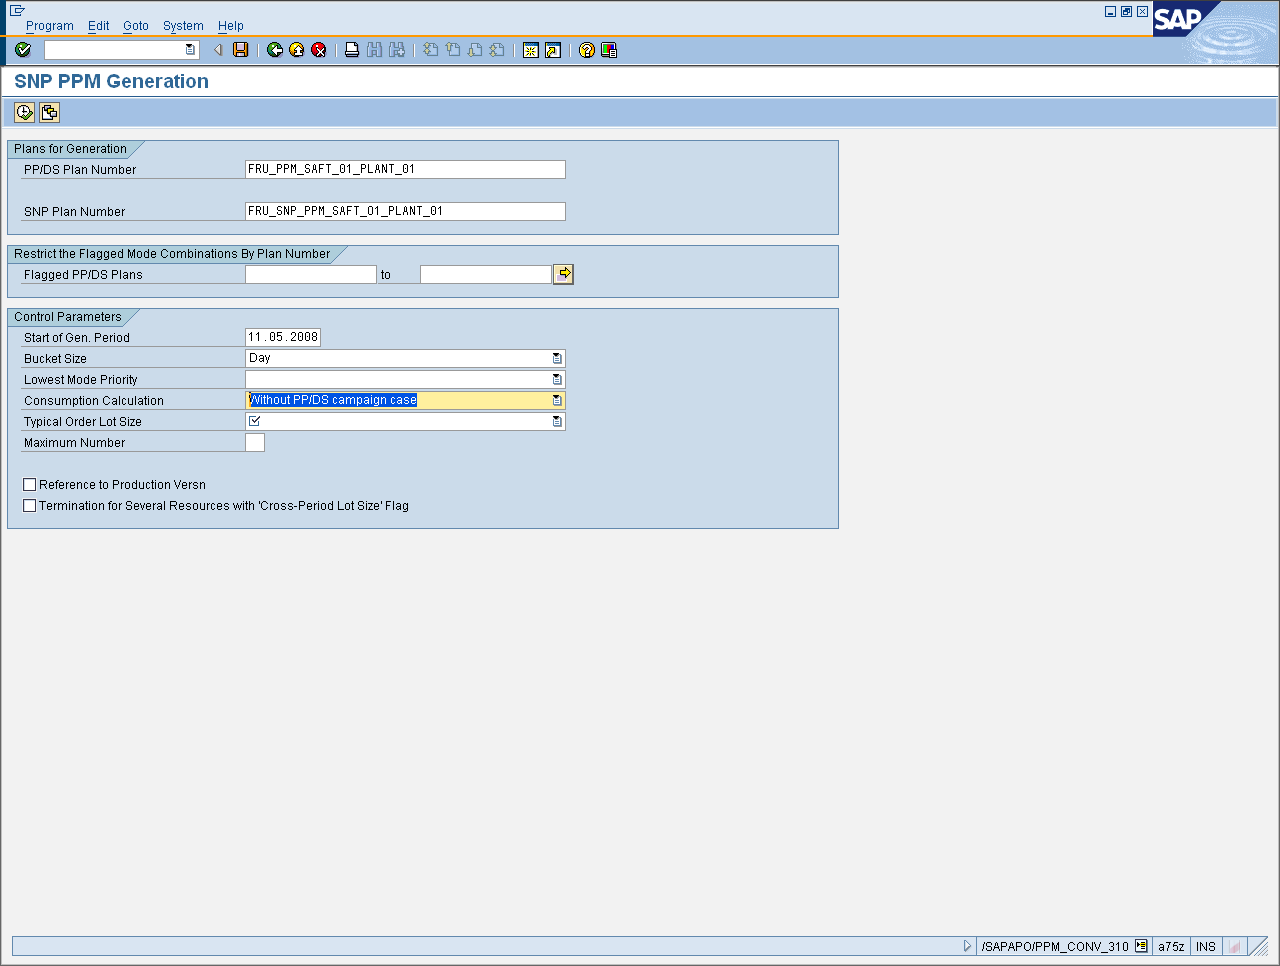 Program Edit Goto System Help
SAP
SNP PPM Generation
Plans for Generation
PP/DS Plan Number FRU_PPM_SAFT_01_PLANT_01
SNP Plan Number FRU_SNP_PPM_SAFT_01_PLANT_01
Restrict the Flagged Mode Combinations By Plan Number
Flagged PP/DS Plans to
Control Parameters
Start of Gen. Period 11.05.2008
Bucket Size Day
Lowest Mode Priority
Consumption Calculation Without PP/DS campaign case
Typical Order Lot Size
Maximum Number
Reference to Production Versn
Termination for Several Resources with 'Cross-Period Lot Size' Flag
/SAPAPO/PPM_CONV_310 a75z INS